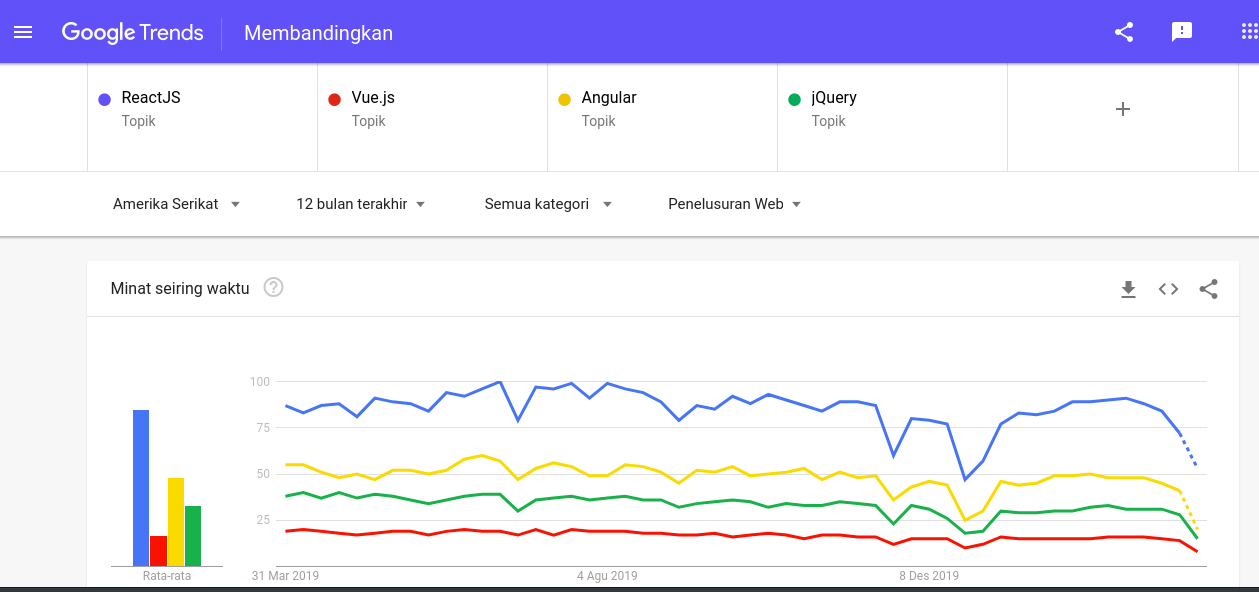 Google Trends Membandingkan
ReactJS Vue.js Angular jQuery
Topik Topik Topik Topik
Amerika Serikat 12 bulan terakhir Semua kategori Penelusuran Web
Minat seiring waktu
100
75
50
25
Rata-rata 31 Mar 2019 4 Agu 2019 8 Des 2019